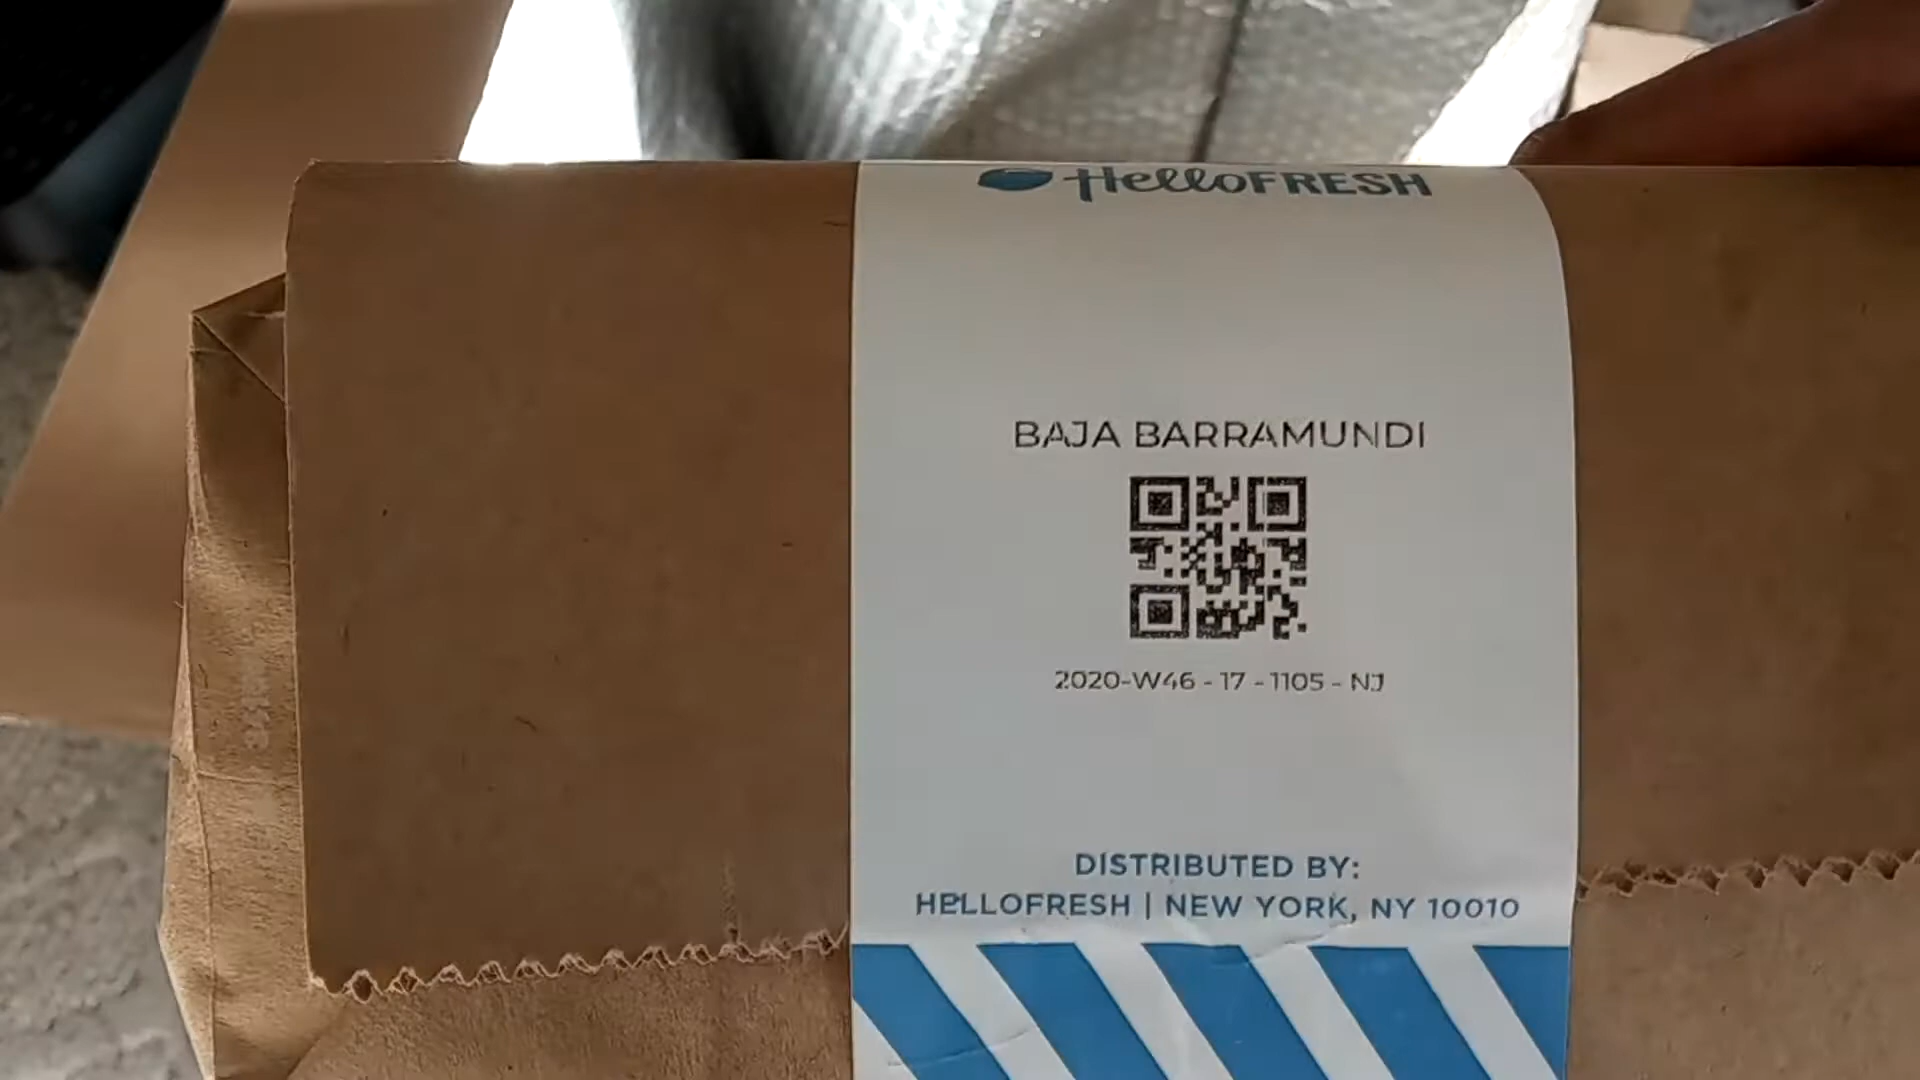 HelloFRESH
BAJA BARRAMUNDI
2020-W46 - 17 - 1105 - NJ
DISTRIBUTED BY:
HELLOFRESH | NEW YORK, NY 10010